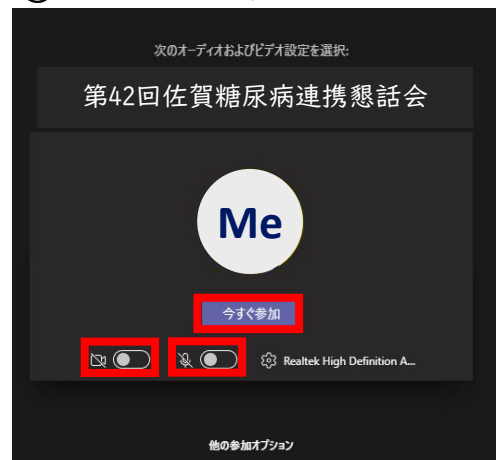 次のオーディオおよびビデオ設定を選択:
第42回佐賀糖尿病連携懇話会
Me
今すぐ参加
Realtek High Definition A...
他の参加オプション